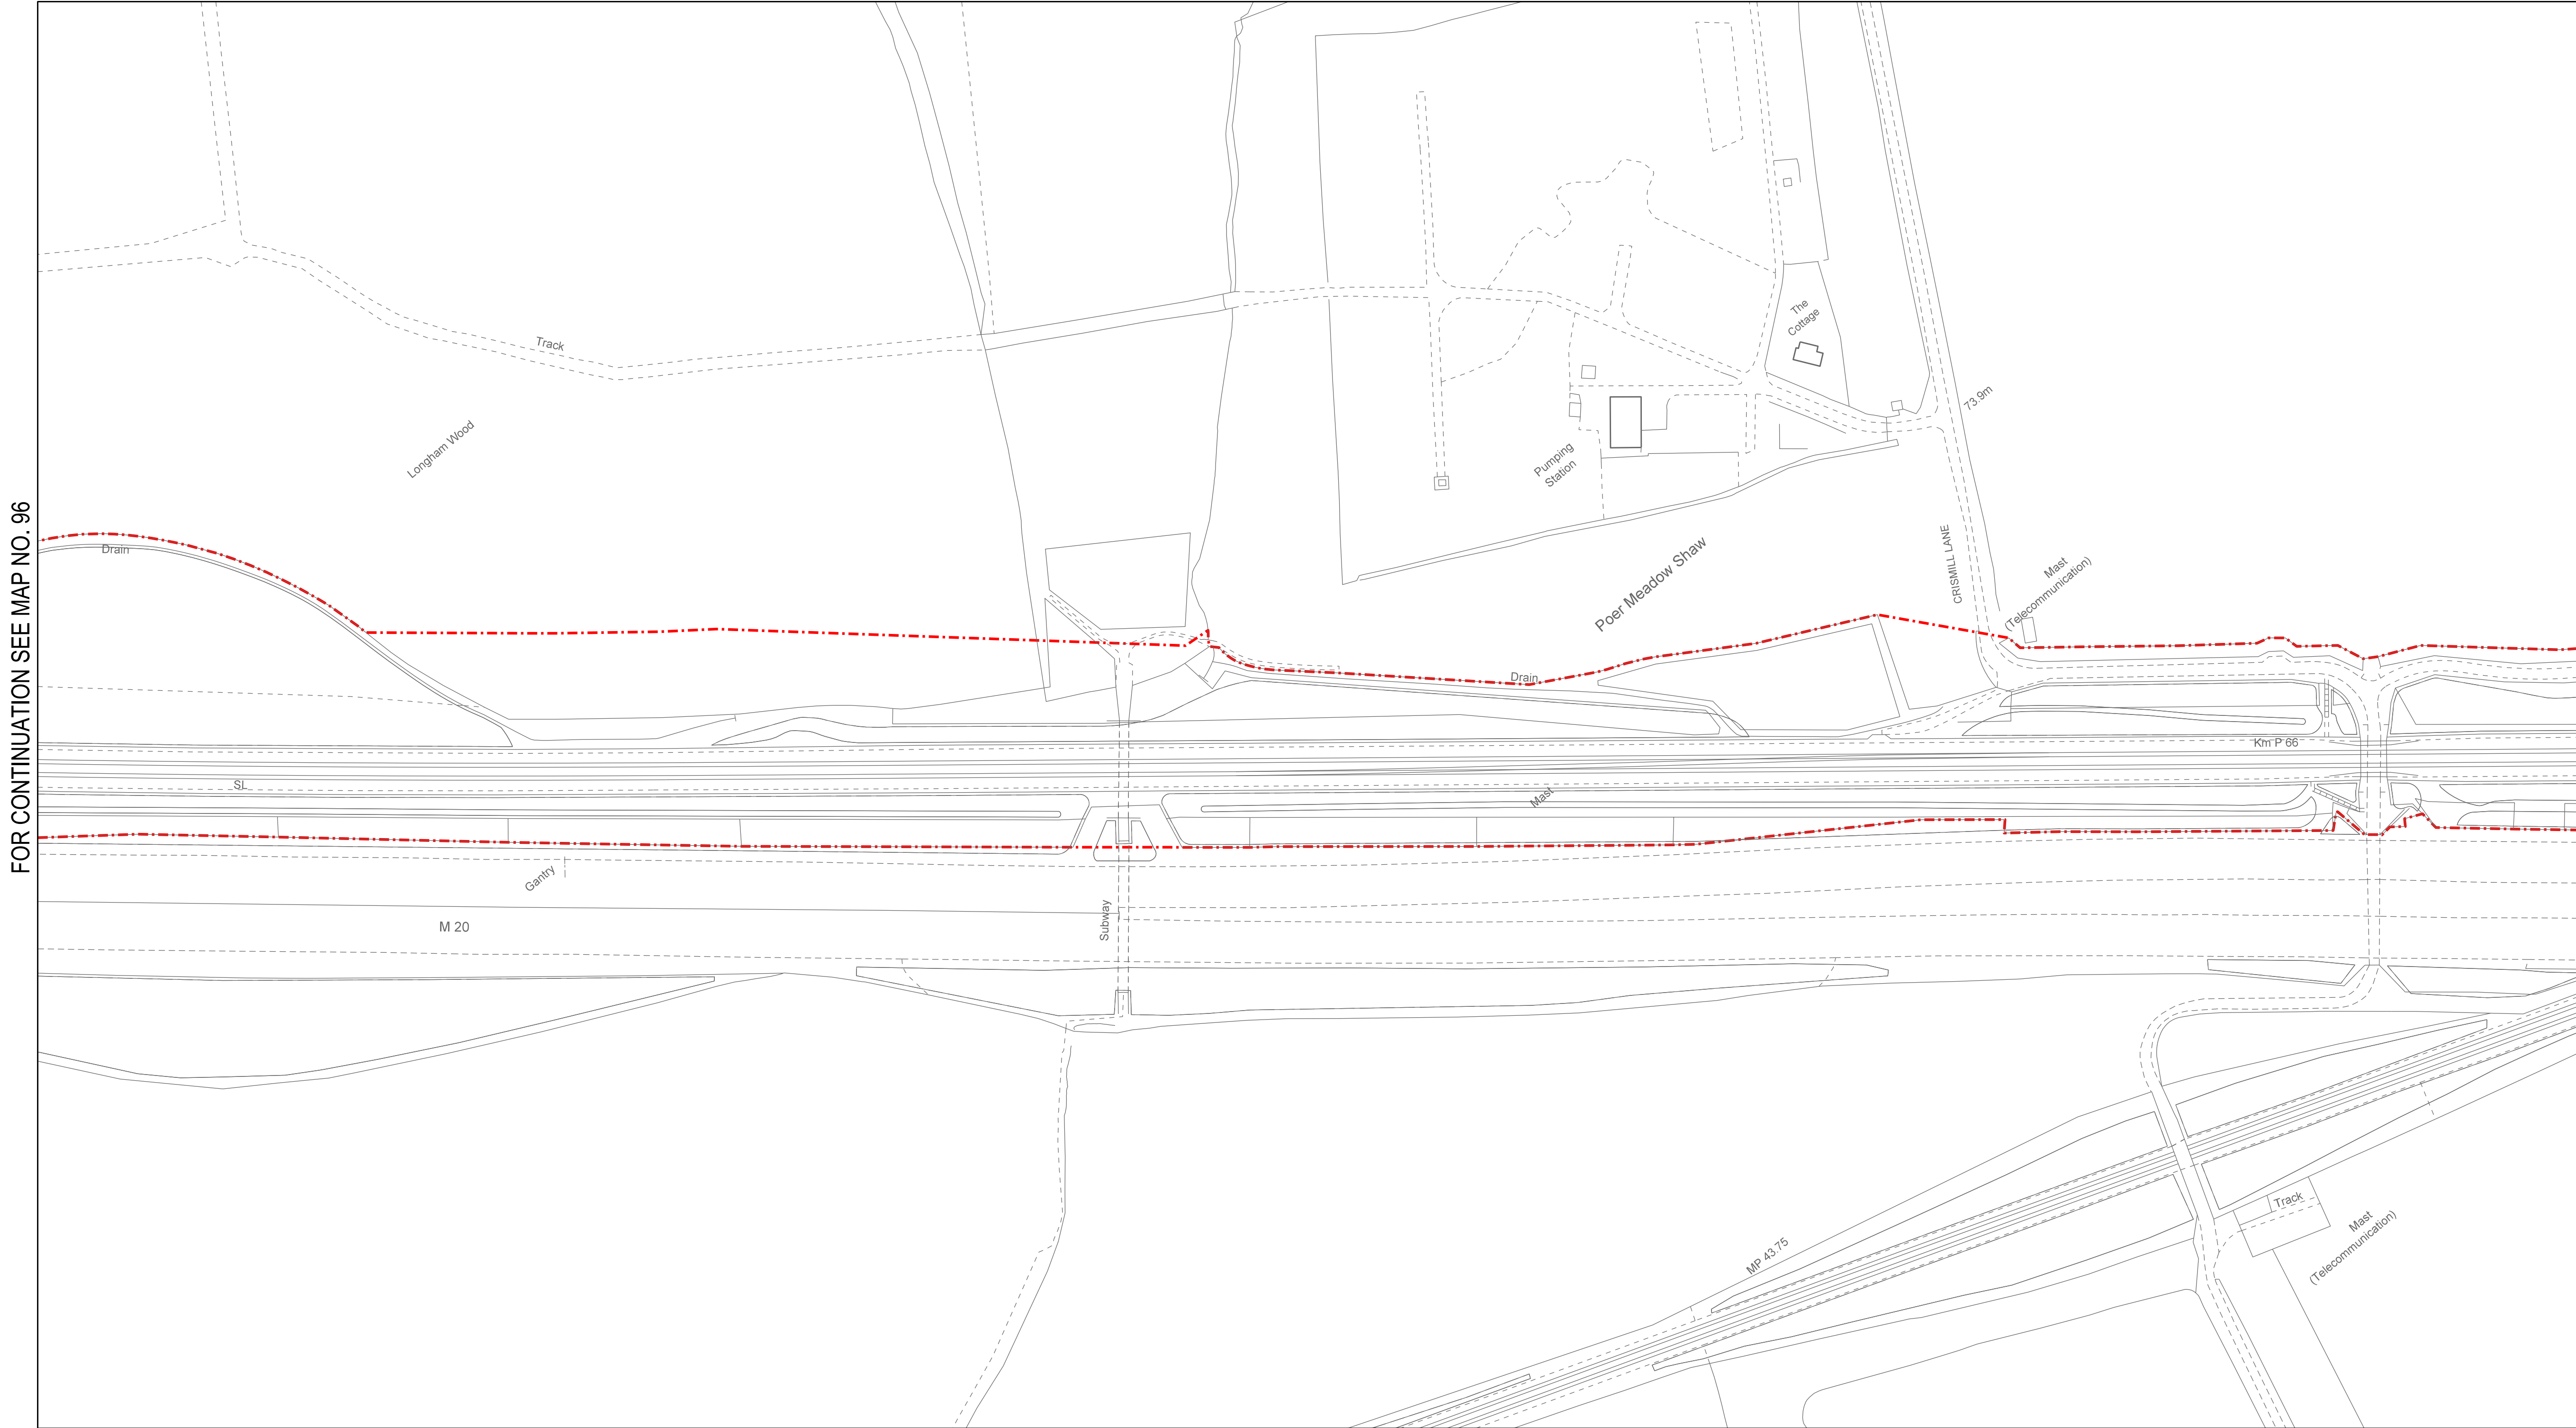 FOR CONTINUATION SEE MAP NO. 96
Track
Longham Wood
The
Cottage
73.9m
Pumping
Station
Drain
CRISMILL LANE
Poer Meadow Shaw
Mast
(Telecommunication)
Drain
Km P 66
SL
Mast
Gantry
M 20
Subway
Track
Mast
(Telecommunication)
MP 43.75